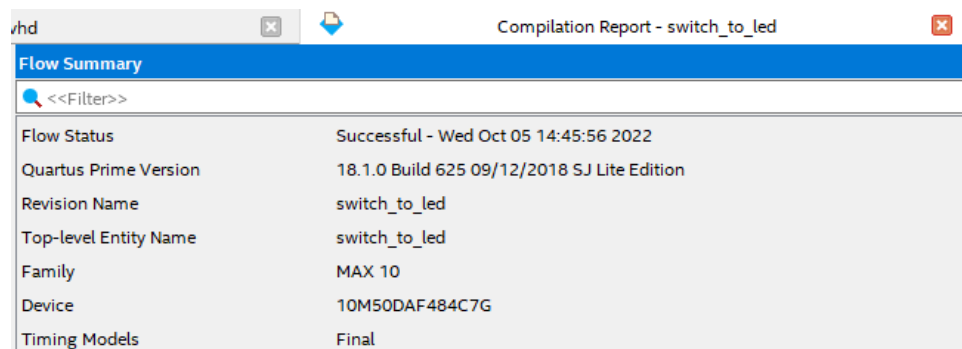 vhd
Compilation Report - switch_to_led
Flow Summary
<<Filter>>
Flow Status Successful - Wed Oct 05 14:45:56 2022
Quartus Prime Version 18.1.0 Build 625 09/12/2018 SJ Lite Edition
Revision Name switch_to_led
Top-level Entity Name switch_to_led
Family MAX 10
Device 10M50DAF484C7G
Timing Models Final